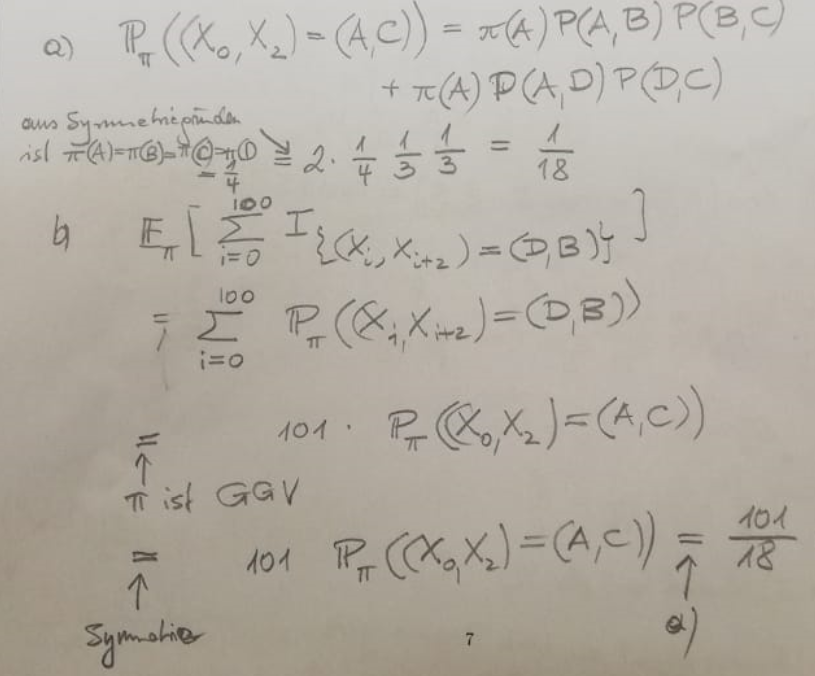 a) ℙ_π((X_0, X_2) = (A,C)) = π(A) P(A,B) P(B,C)
+ π(A) P(A,D) P(D,C)
aus Symmetriegründen
ist π(A)=π(B)=π(C)=π(D) = 1/4 ≅ 2 · 1/4 1/3 1/3 = 1/18
b) 𝔼_π [ ∑_{i=0}^{100} I_{{(X_i, X_{i+2}) = (D,B)}} ]
= ∑_{i=0}^{100} ℙ_π((X_i, X_{i+2}) = (D,B))
= 101 · ℙ_π((X_0, X_2) = (A,C))
↑
π ist GGV
= 101 ℙ_π((X_0, X_2) = (A,C)) = 101/18
↑ ↑
Symmetrie a)
7